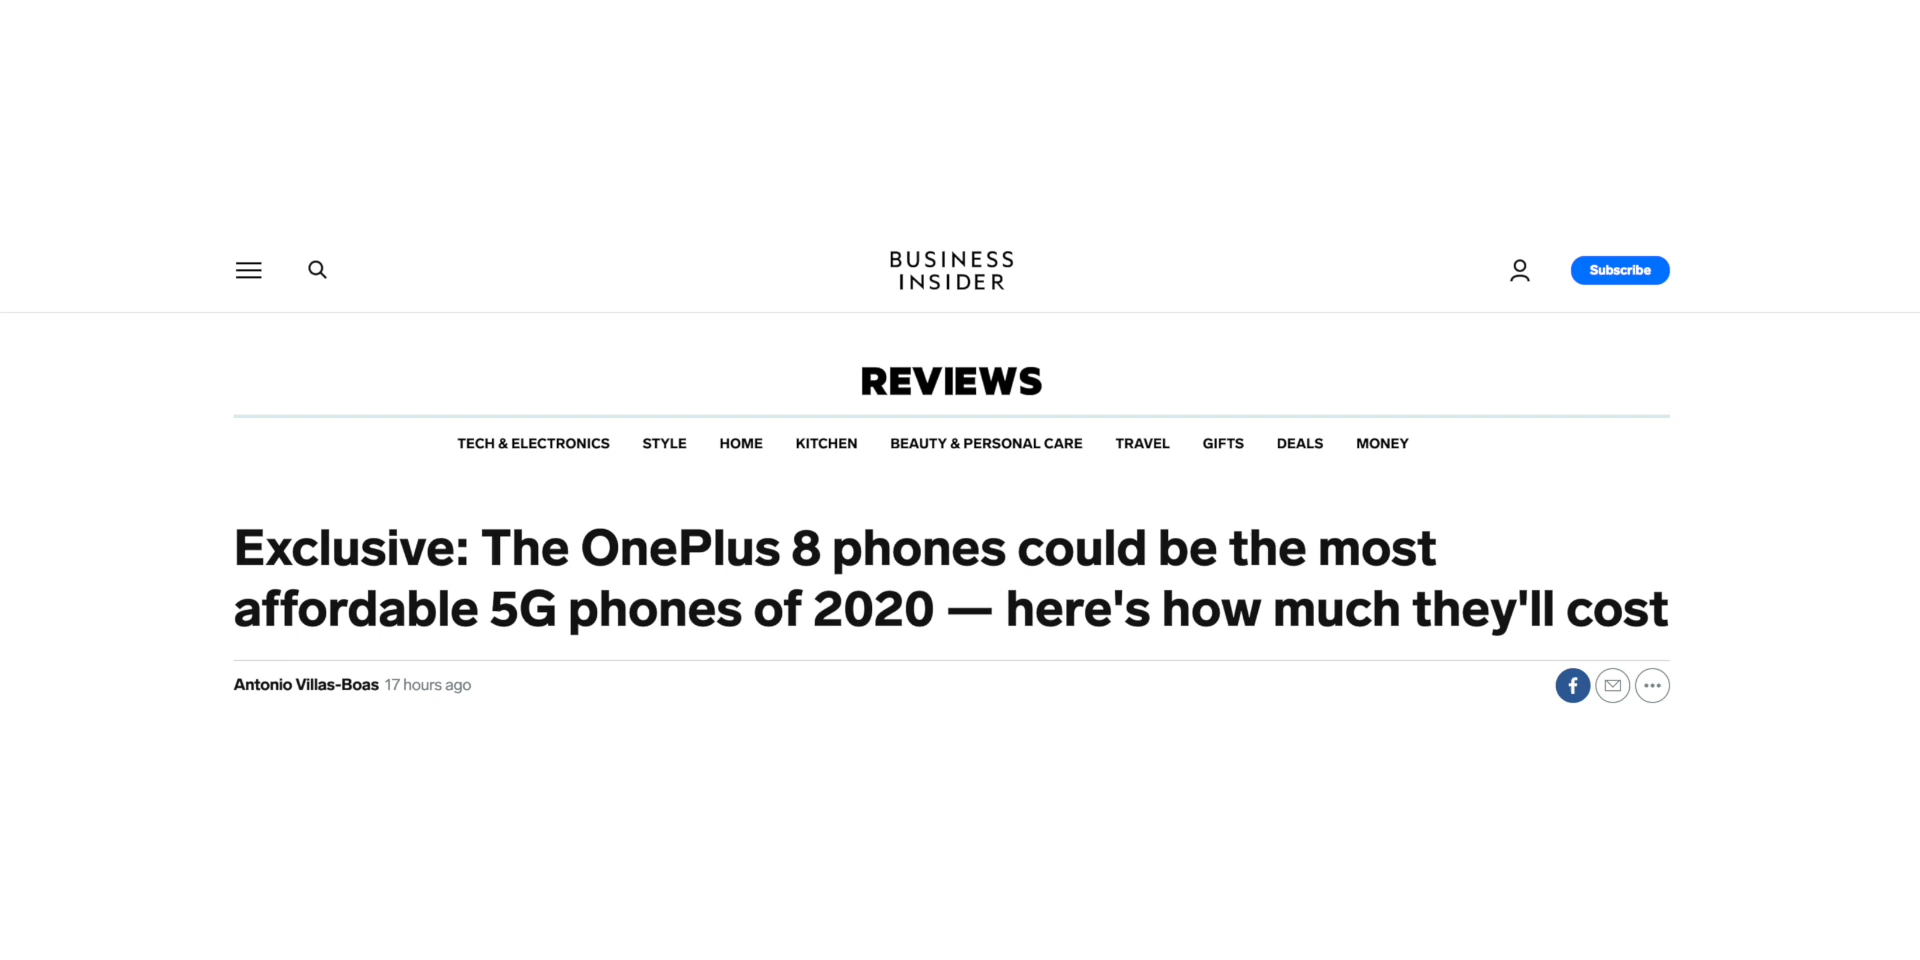 BUSINESS
INSIDER
Subscribe
REVIEWS
TECH & ELECTRONICS STYLE HOME KITCHEN BEAUTY & PERSONAL CARE TRAVEL GIFTS DEALS MONEY
Exclusive: The OnePlus 8 phones could be the most
affordable 5G phones of 2020 — here's how much they'll cost
Antonio Villas-Boas 17 hours ago